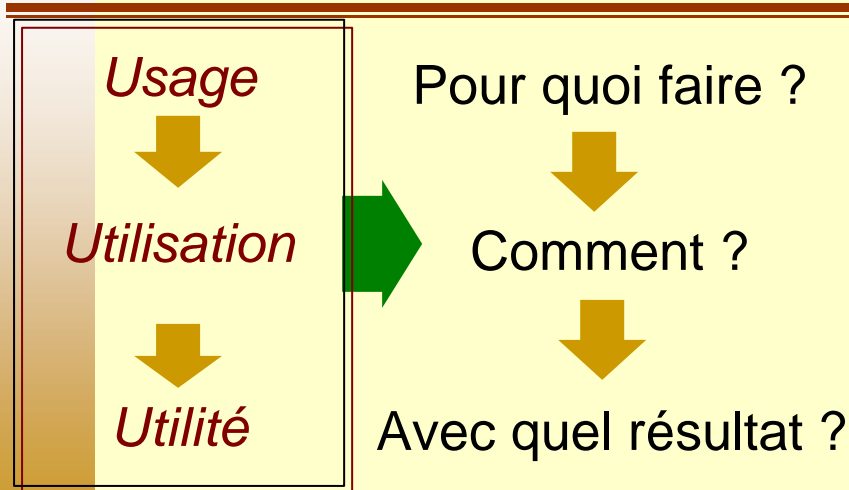 Usage
Pour quoi faire ?
Utilisation
Comment ?
Utilité
Avec quel résultat ?